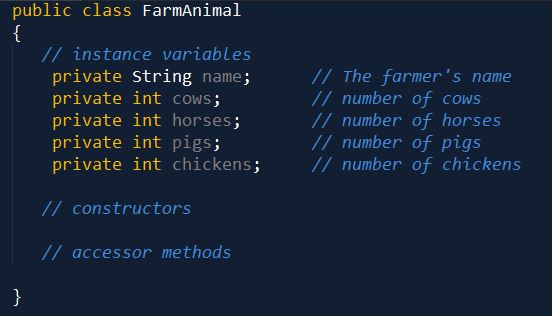 public class FarmAnimal
{
// instance variables
private String name; // The farmer's name
private int cows; // number of cows
private int horses; // number of horses
private int pigs; // number of pigs
private int chickens; // number of chickens
// constructors
// accessor methods
}